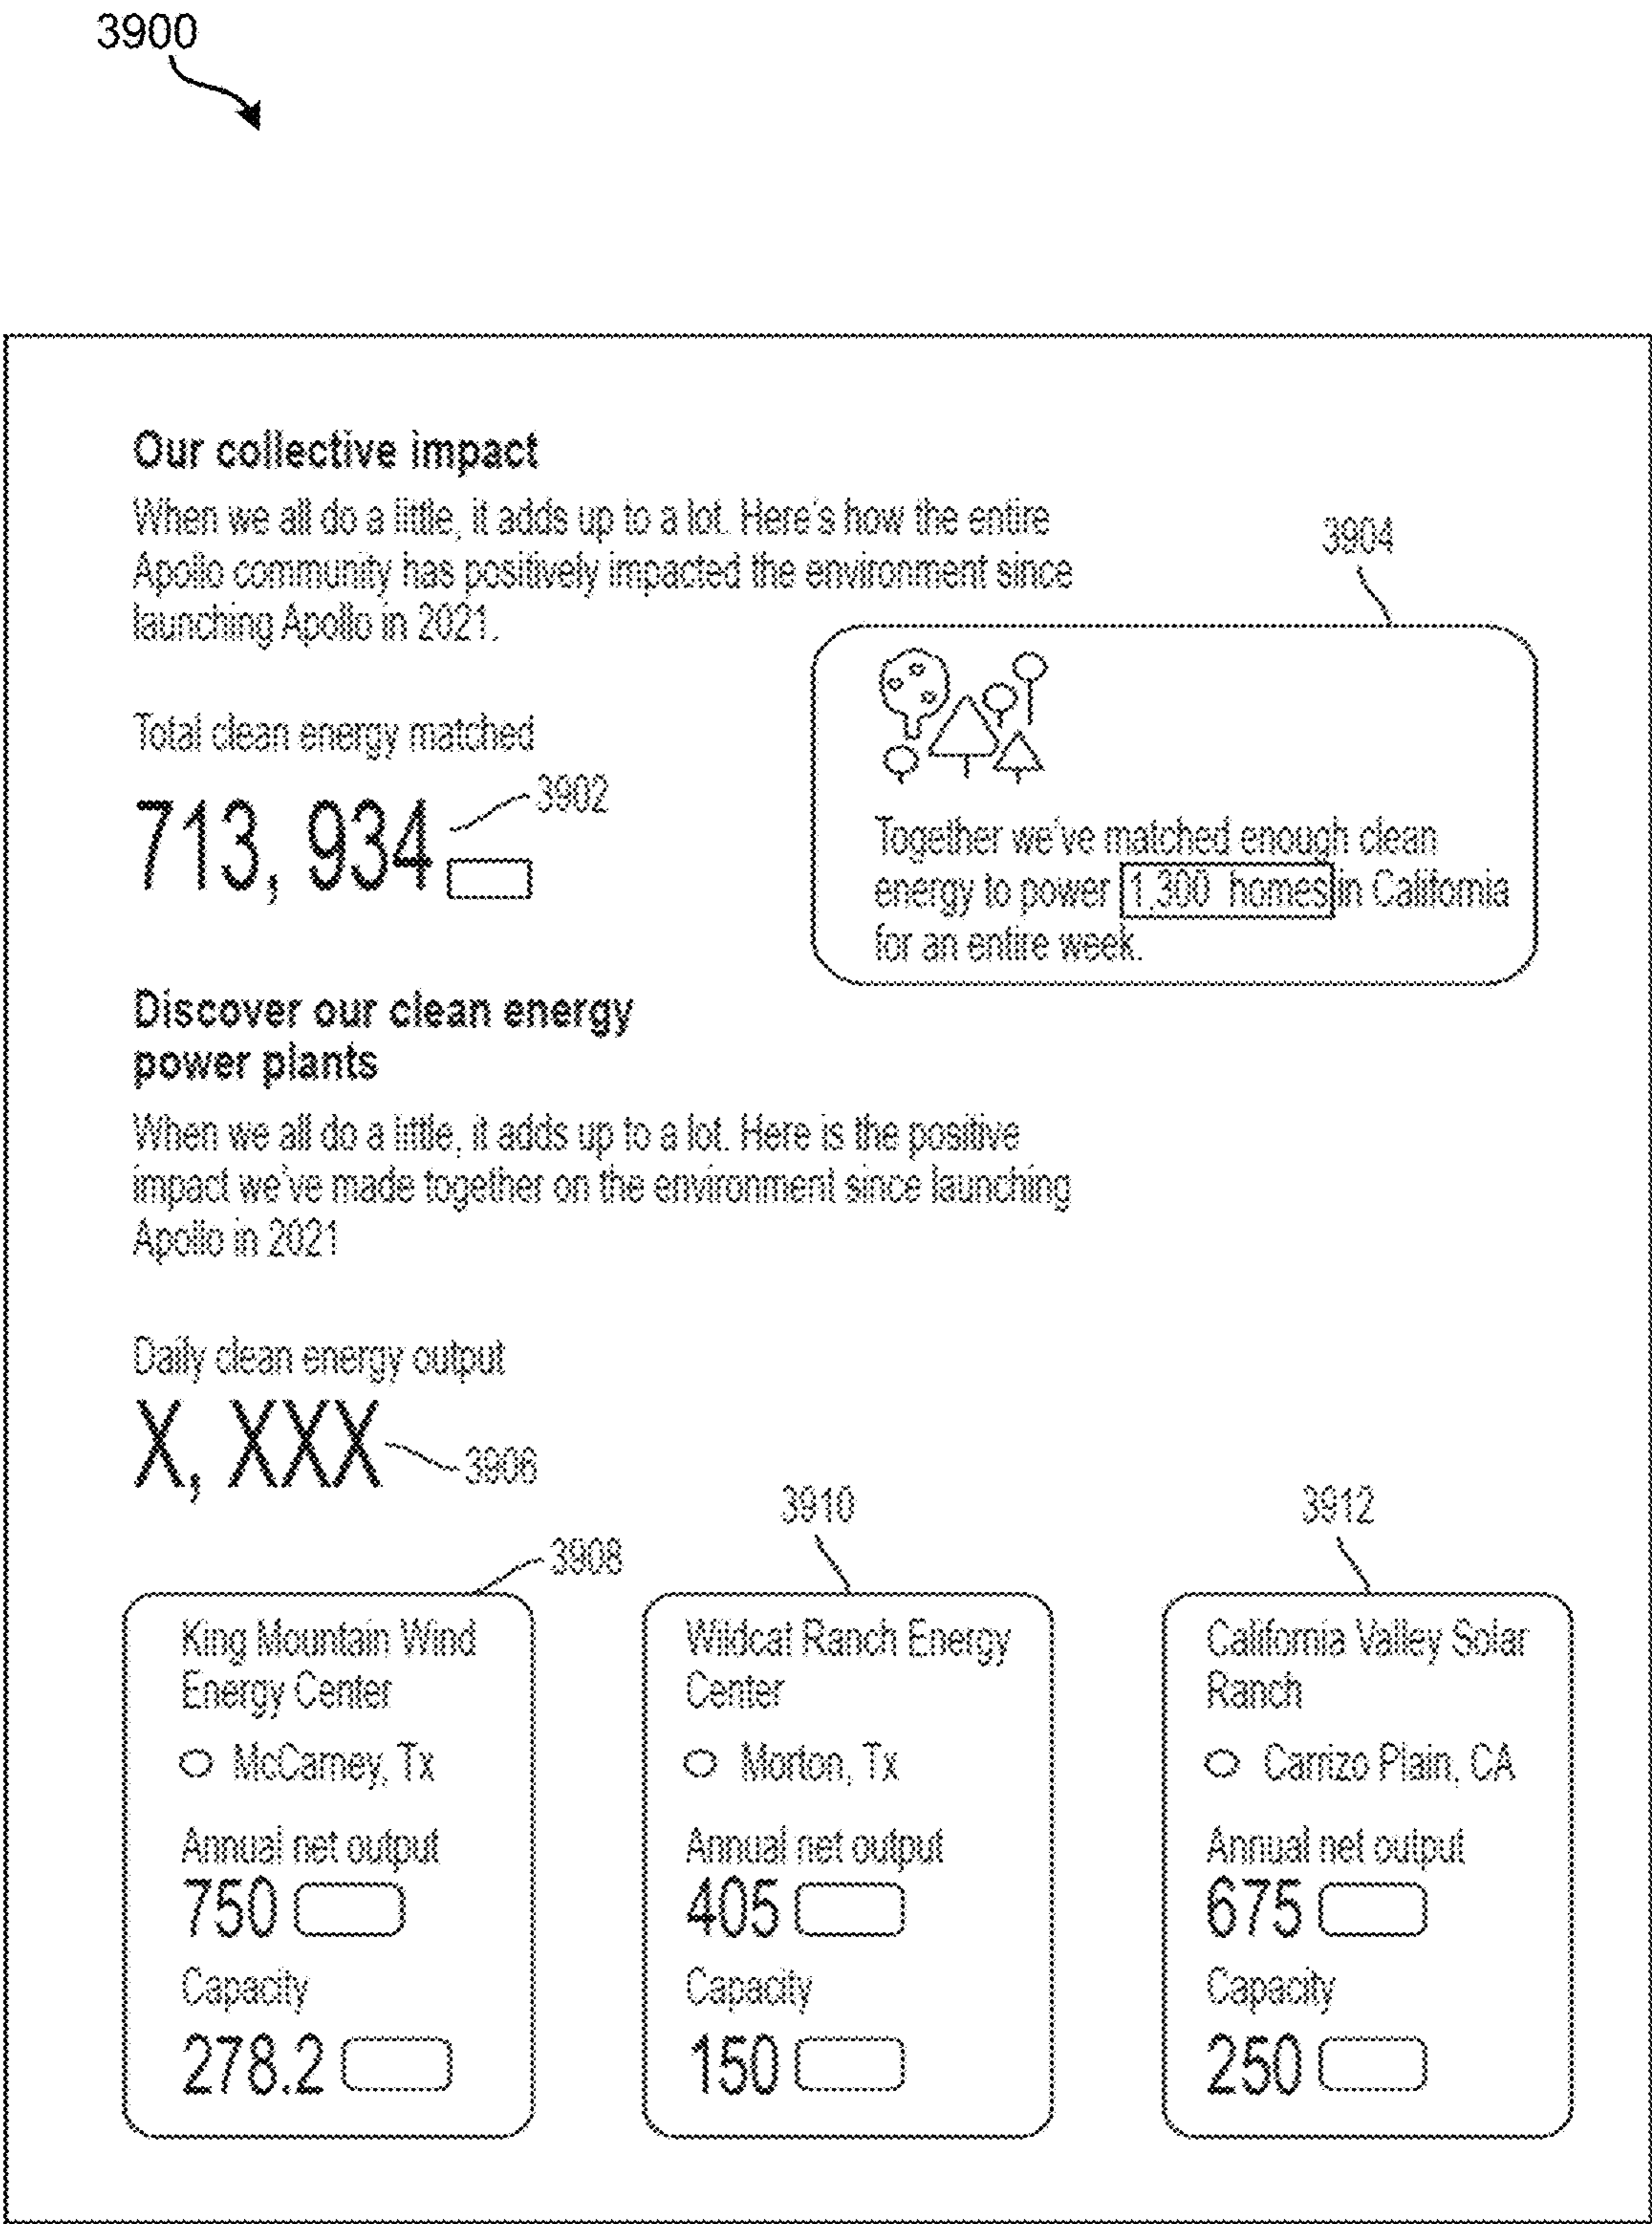 3900
Our collective impact
When we all do a little, it adds up to a lot. Here's how the entire
Apollo community has positively impacted the environment since
launching Apollo in 2021.
3904
Total clean energy matched
713, 934
3902
Together we've matched enough clean
energy to power 1,300 homes in California
for an entire week.
Discover our clean energy
power plants
When we all do a little, it adds up to a lot. Here is the positive
impact we've made together on the environment since launching
Apollo in 2021
Daily clean energy output
X, XXX
3906
3908
King Mountain Wind
Energy Center
McCarney, Tx
Annual net output
750
Capacity
278.2
3910
Wildcat Ranch Energy
Center
Morton, Tx
Annual net output
405
Capacity
150
3912
California Valley Solar
Ranch
Carrizo Plain, CA
Annual net output
675
Capacity
250